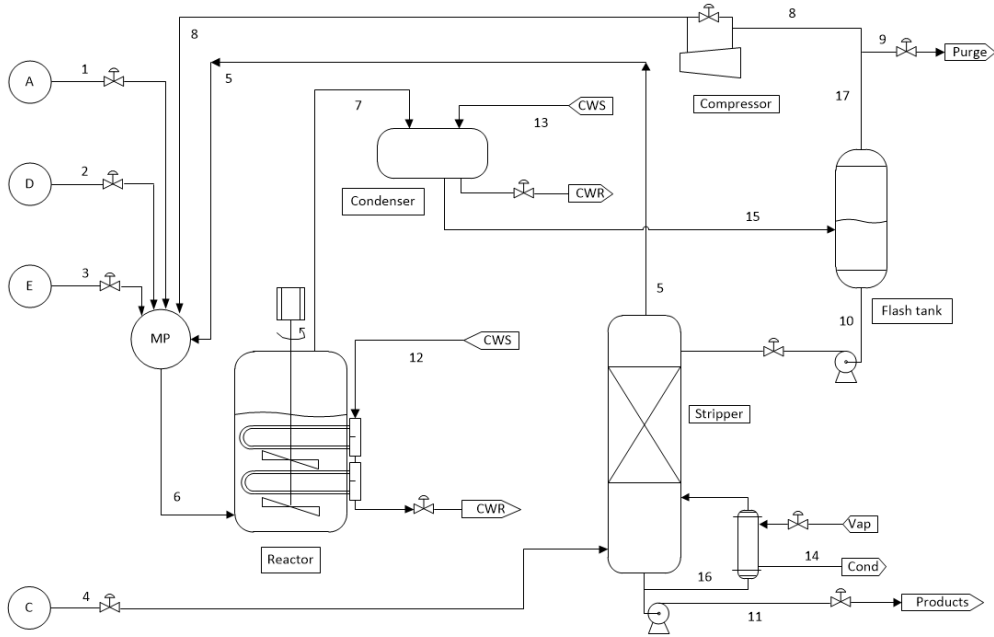 8
8
9
Purge
A
1
5
7
CWS
13
17
Compressor
D
2
Condenser
CWR
15
E
3
5
10
Flash tank
MP
CWS
12
Stripper
6
CWR
Reactor
Vap
14
Cond
16
C
4
11
Products